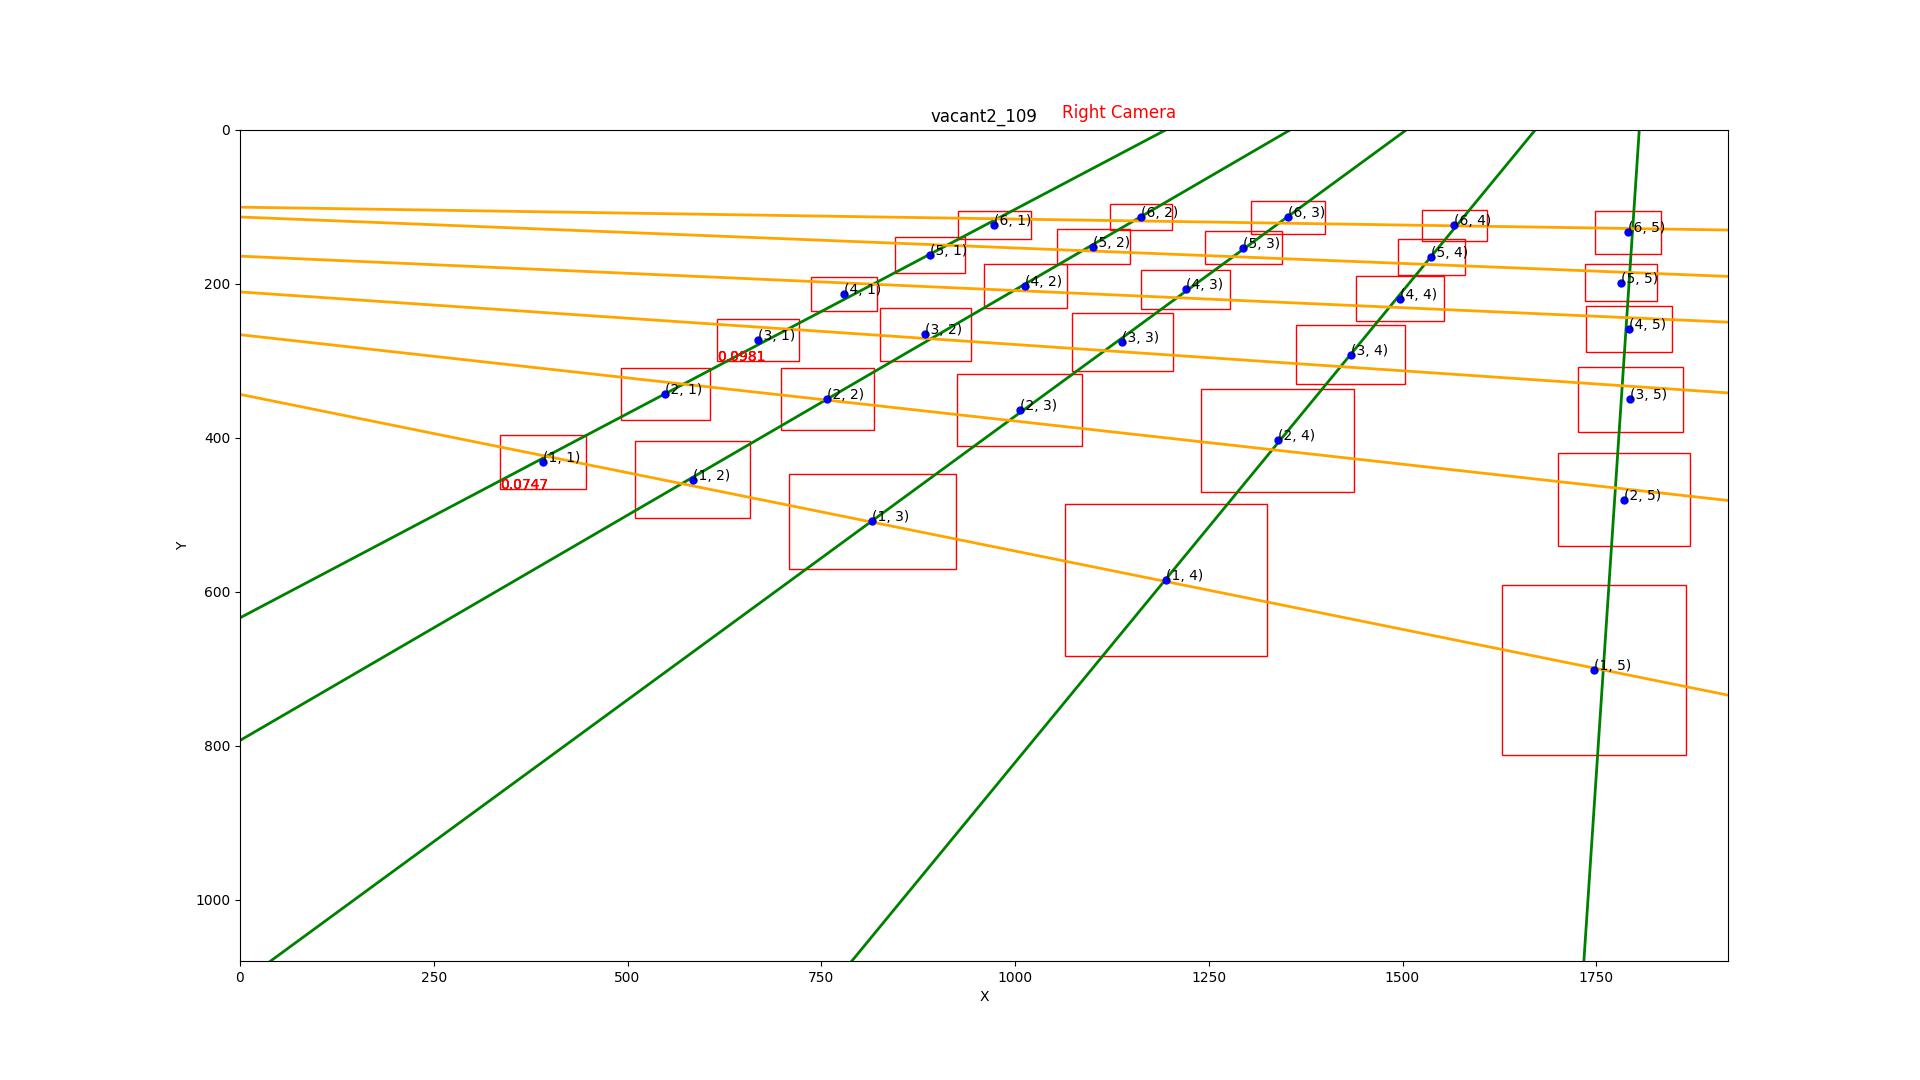 vacant2_109 Right Camera
0
(6, 1) (6, 2) (6, 3) (6, 4) (6, 5)
(5, 1) (5, 2) (5, 3) (5, 4) (5, 5)
200
(4, 1) (4, 2) (4, 3) (4, 4) (4, 5)
(3, 1) (3, 2) (3, 3) (3, 4) (3, 5)
0.0981
(2, 1) (2, 2) (2, 3) (2, 4) (2, 5)
400
(1, 1) (1, 2) (1, 3) (1, 4) (1, 5)
0.0747
Y
600
800
1000
0 250 500 750 1000 1250 1500 1750
X